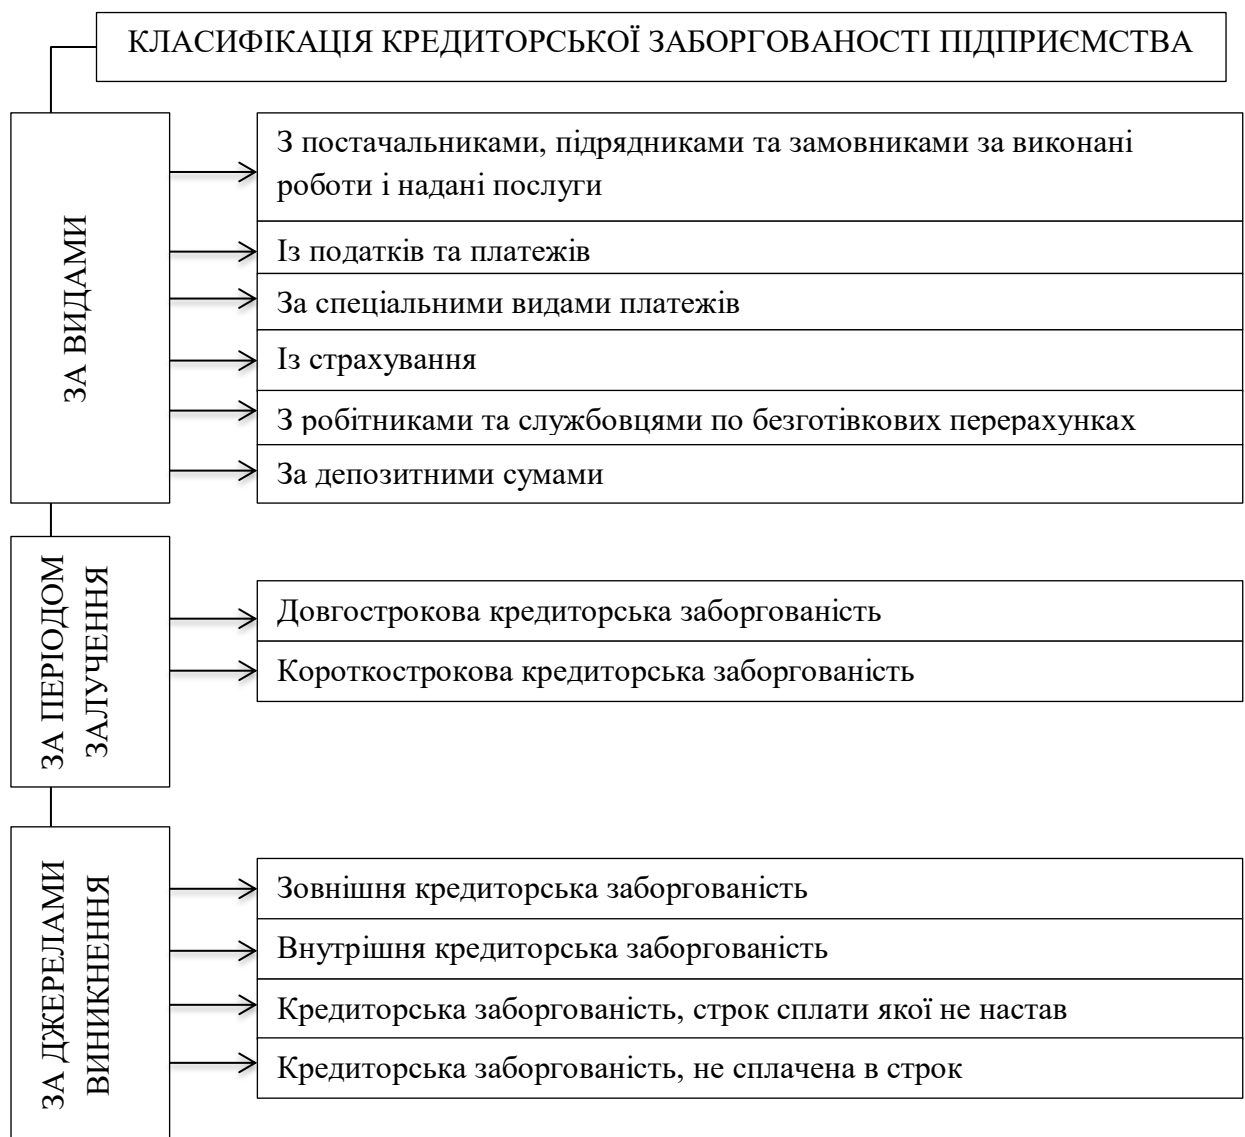 КЛАСИФІКАЦІЯ КРЕДИТОРСЬКОЇ ЗАБОРГОВАНОСТІ ПІДПРИЄМСТВА
ЗА ВИДАМИ
З постачальниками, підрядниками та замовниками за виконані
роботи і надані послуги
Із податків та платежів
За спеціальними видами платежів
Із страхування
З робітниками та службовцями по безготівкових перерахунках
За депозитними сумами
ЗА ПЕРІОДОМ
ЗАЛУЧЕННЯ
Довгострокова кредиторська заборгованість
Короткострокова кредиторська заборгованість
ЗА ДЖЕРЕЛАМИ
ВИНИКНЕННЯ
Зовнішня кредиторська заборгованість
Внутрішня кредиторська заборгованість
Кредиторська заборгованість, строк сплати якої не настав
Кредиторська заборгованість, не сплачена в строк